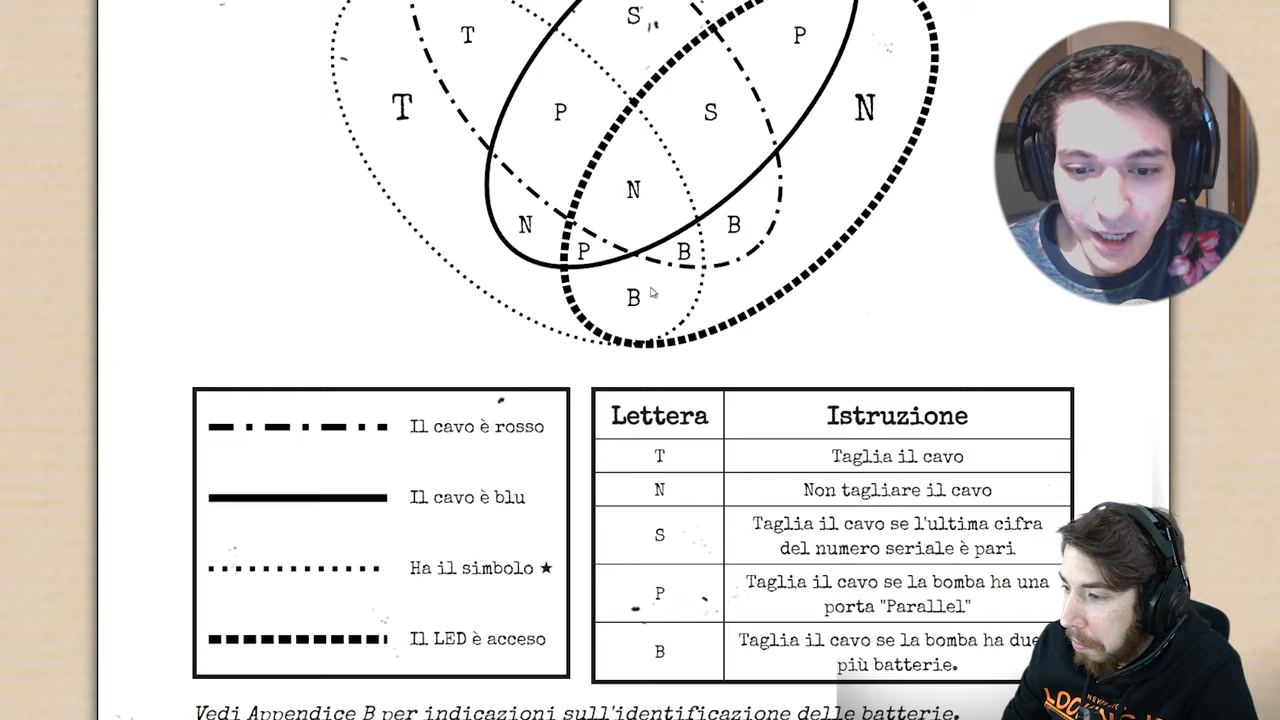 S
T
P
T
P
S
N
N
N
B
P
B
B
Il cavo è rosso
Il cavo è blu
Ha il simbolo ★
Il LED è acceso
Lettera Istruzione
T Taglia il cavo
N Non tagliare il cavo
S Taglia il cavo se l'ultima cifra
del numero seriale è pari
P Taglia il cavo se la bomba ha una
porta "Parallel"
B Taglia il cavo se la bomba ha due
più batterie.
Vedi Appendice B per indicazioni sull'identificazione delle batterie.